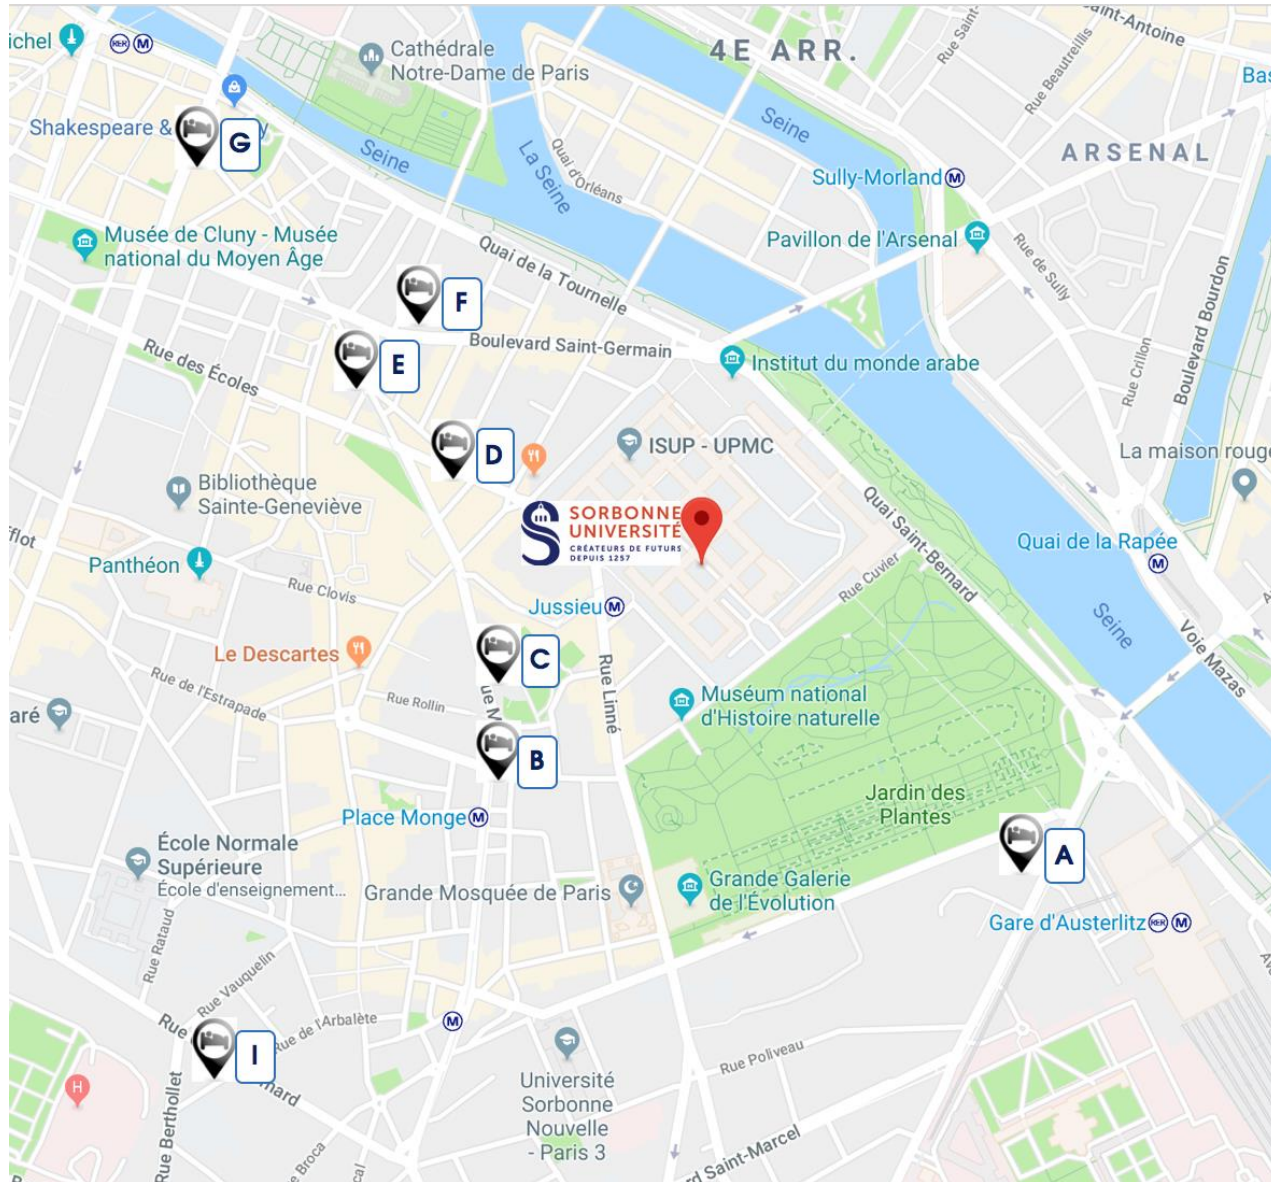 ichel
RER M
Cathédrale
Notre-Dame de Paris
4E ARR.
Rue Saint-
Rue Beautreillis
int-Antoine
Bas
Shakespeare &
y
G
Seine
La Seine
Quai d'Orléans
Seine
ARSENAL
Sully-Morland M
Musée de Cluny - Musée
national du Moyen Âge
Quai de la Tournelle
Pavillon de l'Arsenal
Rue de Sully
Boulevard Bourdon
F
Rue des Écoles
E
Boulevard Saint-Germain
Institut du monde arabe
Rue Crillon
D
ISUP - UPMC
La maison rouge
Bibliothèque
Sainte-Geneviève
Quai Saint-Bernard
SORBONNE
UNIVERSITÉ
CRÉATEURS DE FUTURS
DEPUIS 1257
fflot
Panthéon
Quai de la Rapée
M
Rue Clovis
Rue Cuvier
Jussieu M
Seine
Voie Mazas
Le Descartes
C
Rue de l'Estrapade
Rue Rollin
ue M
Rue Linné
Muséum national
d'Histoire naturelle
aré
B
Jardin des
Plantes
Place Monge M
A
École Normale
Supérieure
École d'enseignement...
Grande Mosquée de Paris
Grande Galerie
de l'Évolution
Gare d'Austerlitz RER M
Rue Rataud
Rue Vauquelin
Rue de l'Arbalète
M
Rue
I
rnard
Rue Poliveau
H
Université
Sorbonne
Nouvelle
- Paris 3
Rue Berthollet
Broca
cal
rd Saint-Marcel